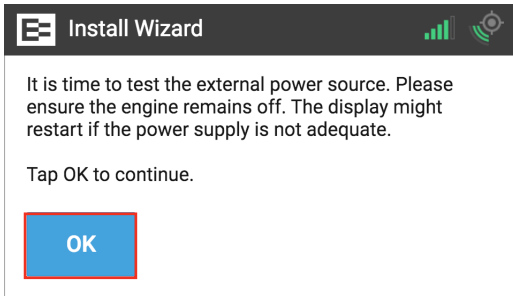 Install Wizard
It is time to test the external power source. Please
ensure the engine remains off. The display might
restart if the power supply is not adequate.
Tap OK to continue.
OK